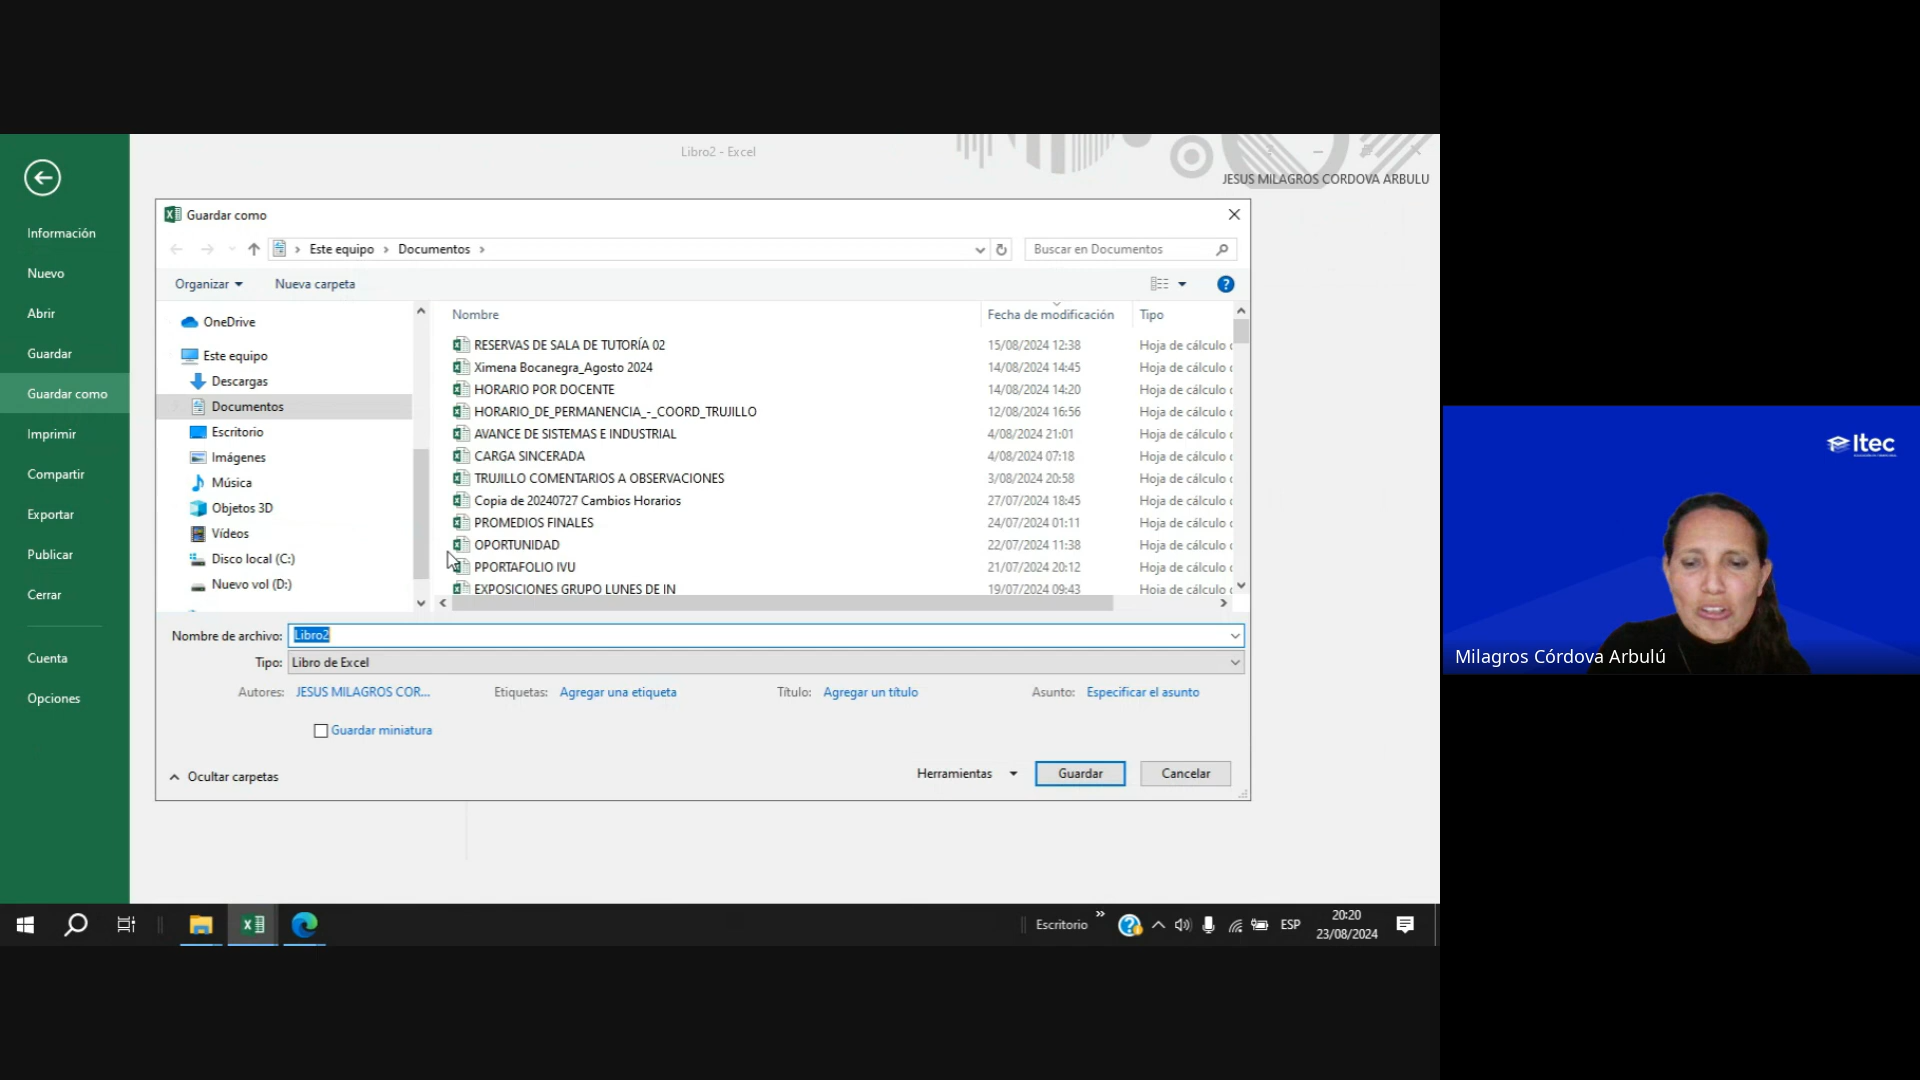 Libro2 - Excel
JESUS MILAGROS CORDOVA ARBULU
Información
Nuevo
Abrir
Guardar
Guardar como
Imprimir
Compartir
Exportar
Publicar
Cerrar
Cuenta
Opciones
Guardar como
Este equipo > Documentos >
Buscar en Documentos
Organizar
Nueva carpeta
OneDrive
Este equipo
Descargas
Documentos
Escritorio
Imágenes
Música
Objetos 3D
Vídeos
Disco local (C:)
Nuevo vol (D:)
Nombre Fecha de modificación Tipo
RESERVAS DE SALA DE TUTORÍA 02 15/08/2024 12:38 Hoja de cálculo
Ximena Bocanegra_Agosto 2024 14/08/2024 14:45 Hoja de cálculo
HORARIO POR DOCENTE 14/08/2024 14:20 Hoja de cálculo
HORARIO_DE_PERMANENCIA_-_COORD_TRUJILLO 12/08/2024 16:56 Hoja de cálculo
AVANCE DE SISTEMAS E INDUSTRIAL 4/08/2024 21:01 Hoja de cálculo
CARGA SINCERADA 4/08/2024 07:18 Hoja de cálculo
TRUJILLO COMENTARIOS A OBSERVACIONES 3/08/2024 20:58 Hoja de cálculo
Copia de 20240727 Cambios Horarios 27/07/2024 18:45 Hoja de cálculo
PROMEDIOS FINALES 24/07/2024 01:11 Hoja de cálculo
OPORTUNIDAD 22/07/2024 11:38 Hoja de cálculo
PPORTAFOLIO IVU 21/07/2024 20:12 Hoja de cálculo
EXPOSICIONES GRUPO LUNES DE IN 19/07/2024 09:43 Hoja de cálculo
Nombre de archivo: Libro2
Tipo: Libro de Excel
Autores: JESUS MILAGROS COR... Etiquetas: Agregar una etiqueta Título: Agregar un título Asunto: Especificar el asunto
Guardar miniatura
Ocultar carpetas
Herramientas
Guardar
Cancelar
Escritorio
ESP
20:20
23/08/2024
Itec
Milagros Córdova Arbulú